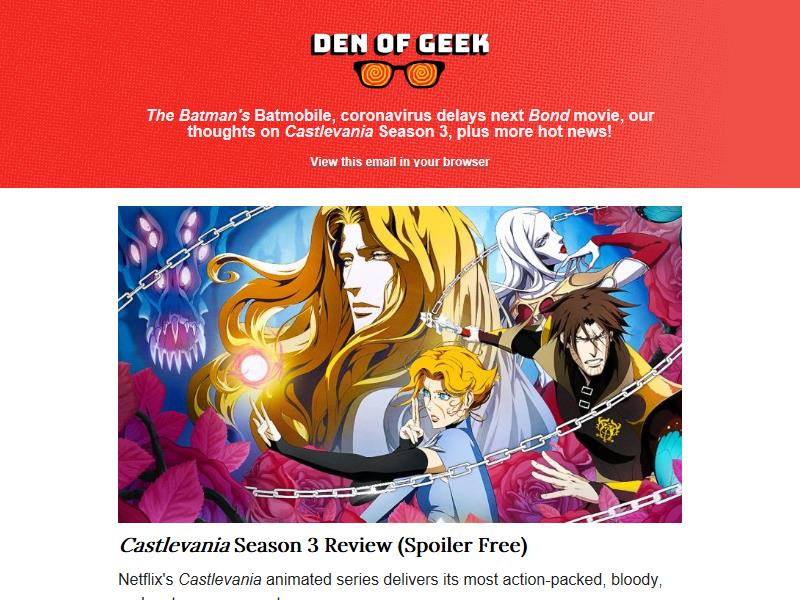 DEN OF GEEK
The Batman's Batmobile, coronavirus delays next Bond movie, our
thoughts on Castlevania Season 3, plus more hot news!
View this email in your browser
Castlevania Season 3 Review (Spoiler Free)
Netflix's Castlevania animated series delivers its most action-packed, bloody,